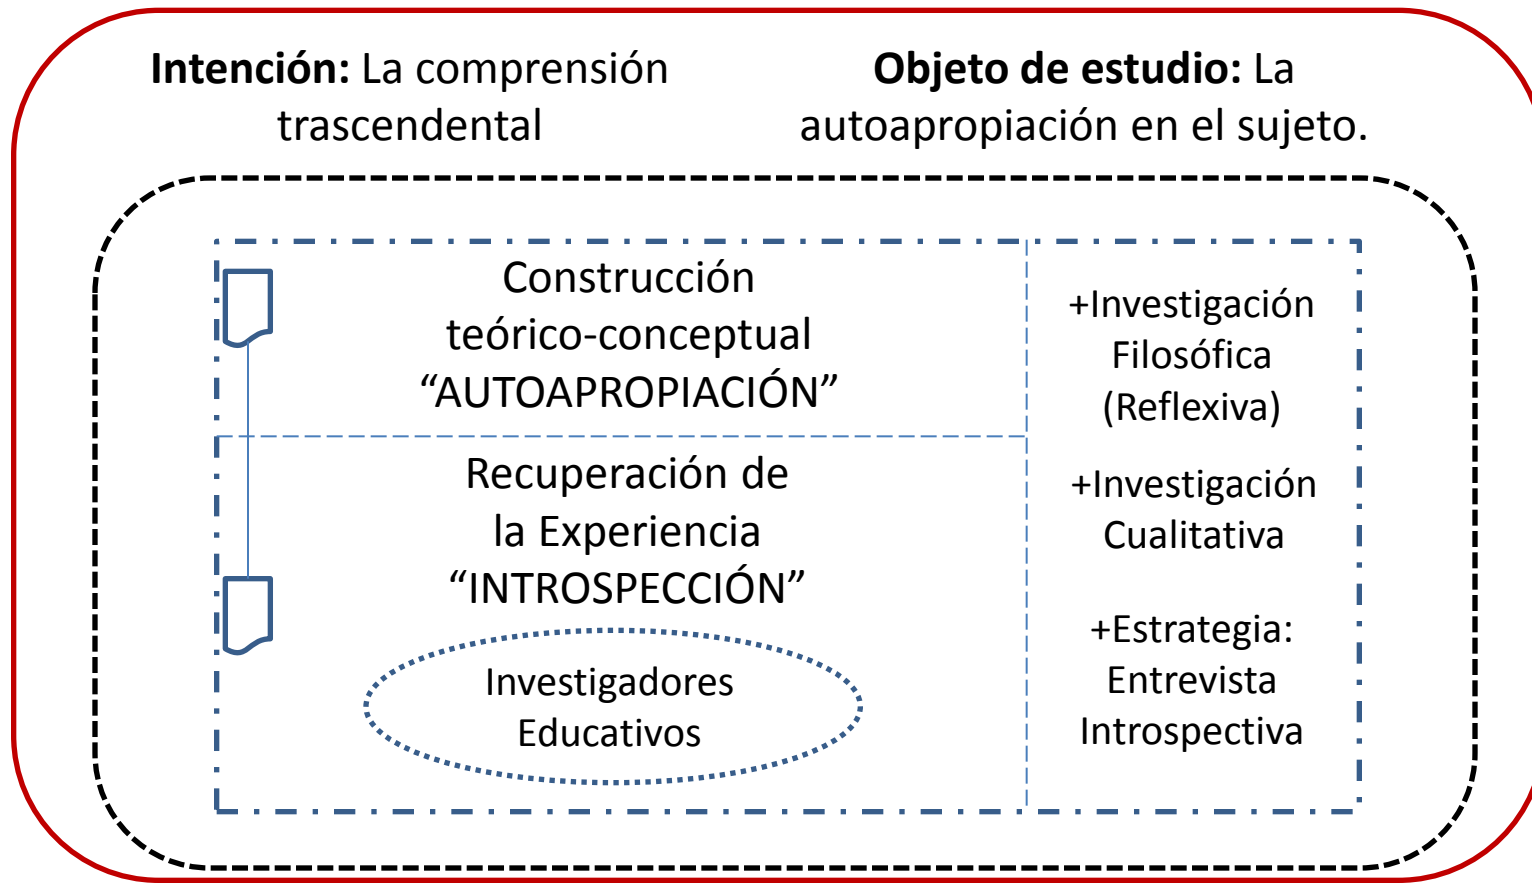 Intención: La comprensión
trascendental
Objeto de estudio: La
autoapropiación en el sujeto.
Construcción
teórico-conceptual
“AUTOAPROPIACIÓN”
Recuperación de
la Experiencia
“INTROSPECCIÓN”
Investigadores
Educativos
+Investigación
Filosófica
(Reflexiva)
+Investigación
Cualitativa
+Estrategia:
Entrevista
Introspectiva